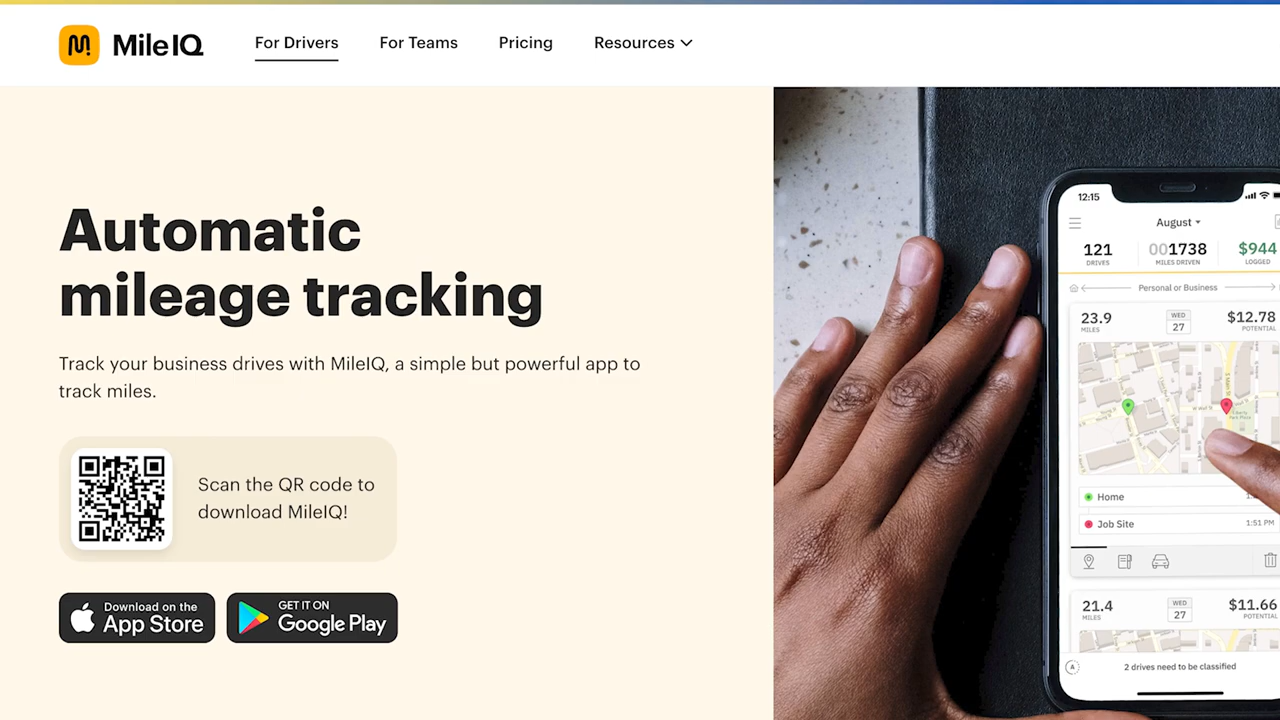 MileIQ
For Drivers
For Teams
Pricing
Resources
Automatic
mileage tracking
Track your business drives with MileIQ, a simple but powerful app to
track miles.
Scan the QR code to
download MileIQ!
Download on the
App Store
GET IT ON
Google Play
12:15
August
121
DRIVES
001738
MILES DRIVEN
$944
LOGGED
Personal or Business
23.9
MILES
WED
27
$12.78
POTENTIAL
Home
Job Site
1:51 PM
21.4
MILES
WED
27
$11.66
POTENTIAL
A
2 drives need to be classified